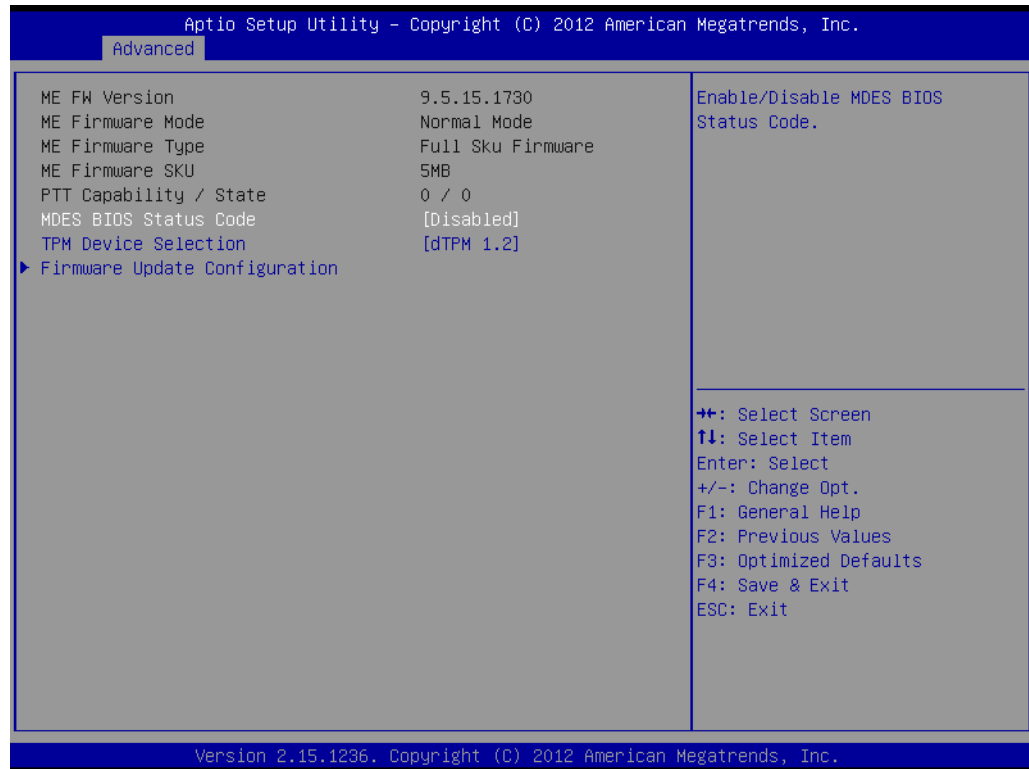 Aptio Setup Utility – Copyright (C) 2012 American Megatrends, Inc.
Advanced
ME FW Version 9.5.15.1730
ME Firmware Mode Normal Mode
ME Firmware Type Full Sku Firmware
ME Firmware SKU 5MB
PTT Capability / State 0 / 0
MDES BIOS Status Code [Disabled]
TPM Device Selection [dTPM 1.2]
► Firmware Update Configuration
Enable/Disable MDES BIOS
Status Code.
→←: Select Screen
↑↓: Select Item
Enter: Select
+/-: Change Opt.
F1: General Help
F2: Previous Values
F3: Optimized Defaults
F4: Save & Exit
ESC: Exit
Version 2.15.1236. Copyright (C) 2012 American Megatrends, Inc.